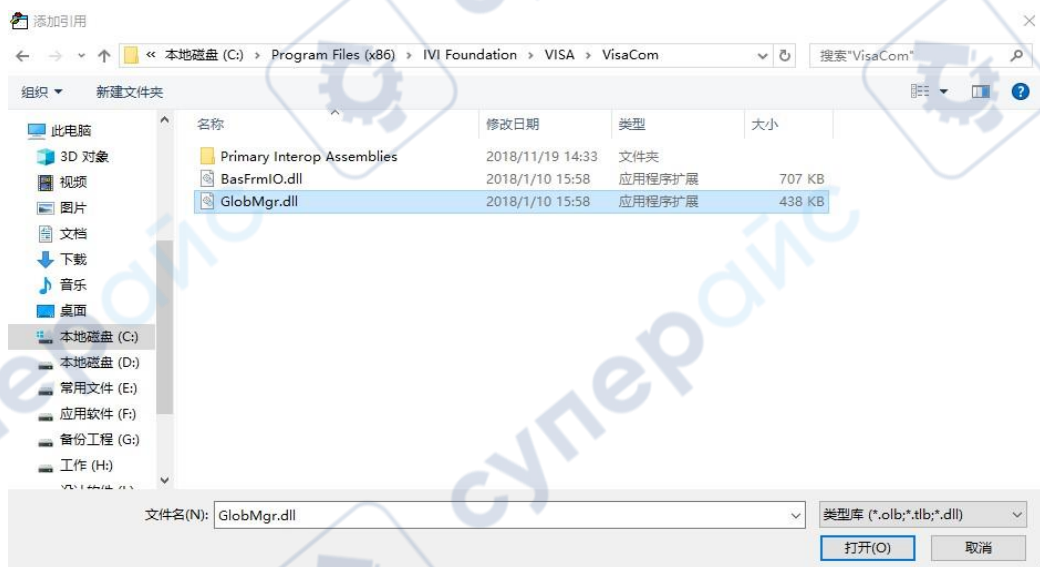 添加引用
« 本地磁盘 (C:) › Program Files (x86) › IVI Foundation › VISA › VisaCom
搜索"VisaCom"
组织
新建文件夹
名称 修改日期 类型 大小
此电脑
3D 对象
视频
图片
文档
下载
音乐
桌面
本地磁盘 (C:)
本地磁盘 (D:)
常用文件 (E:)
应用软件 (F:)
备份工程 (G:)
工作 (H:)
Primary Interop Assemblies 2018/11/19 14:33 文件夹
BasFrmIO.dll 2018/1/10 15:58 应用程序扩展 707 KB
GlobMgr.dll 2018/1/10 15:58 应用程序扩展 438 KB
文件名(N): GlobMgr.dll
类型库 (*.olb;*.tlb;*.dll)
打开(O) 取消